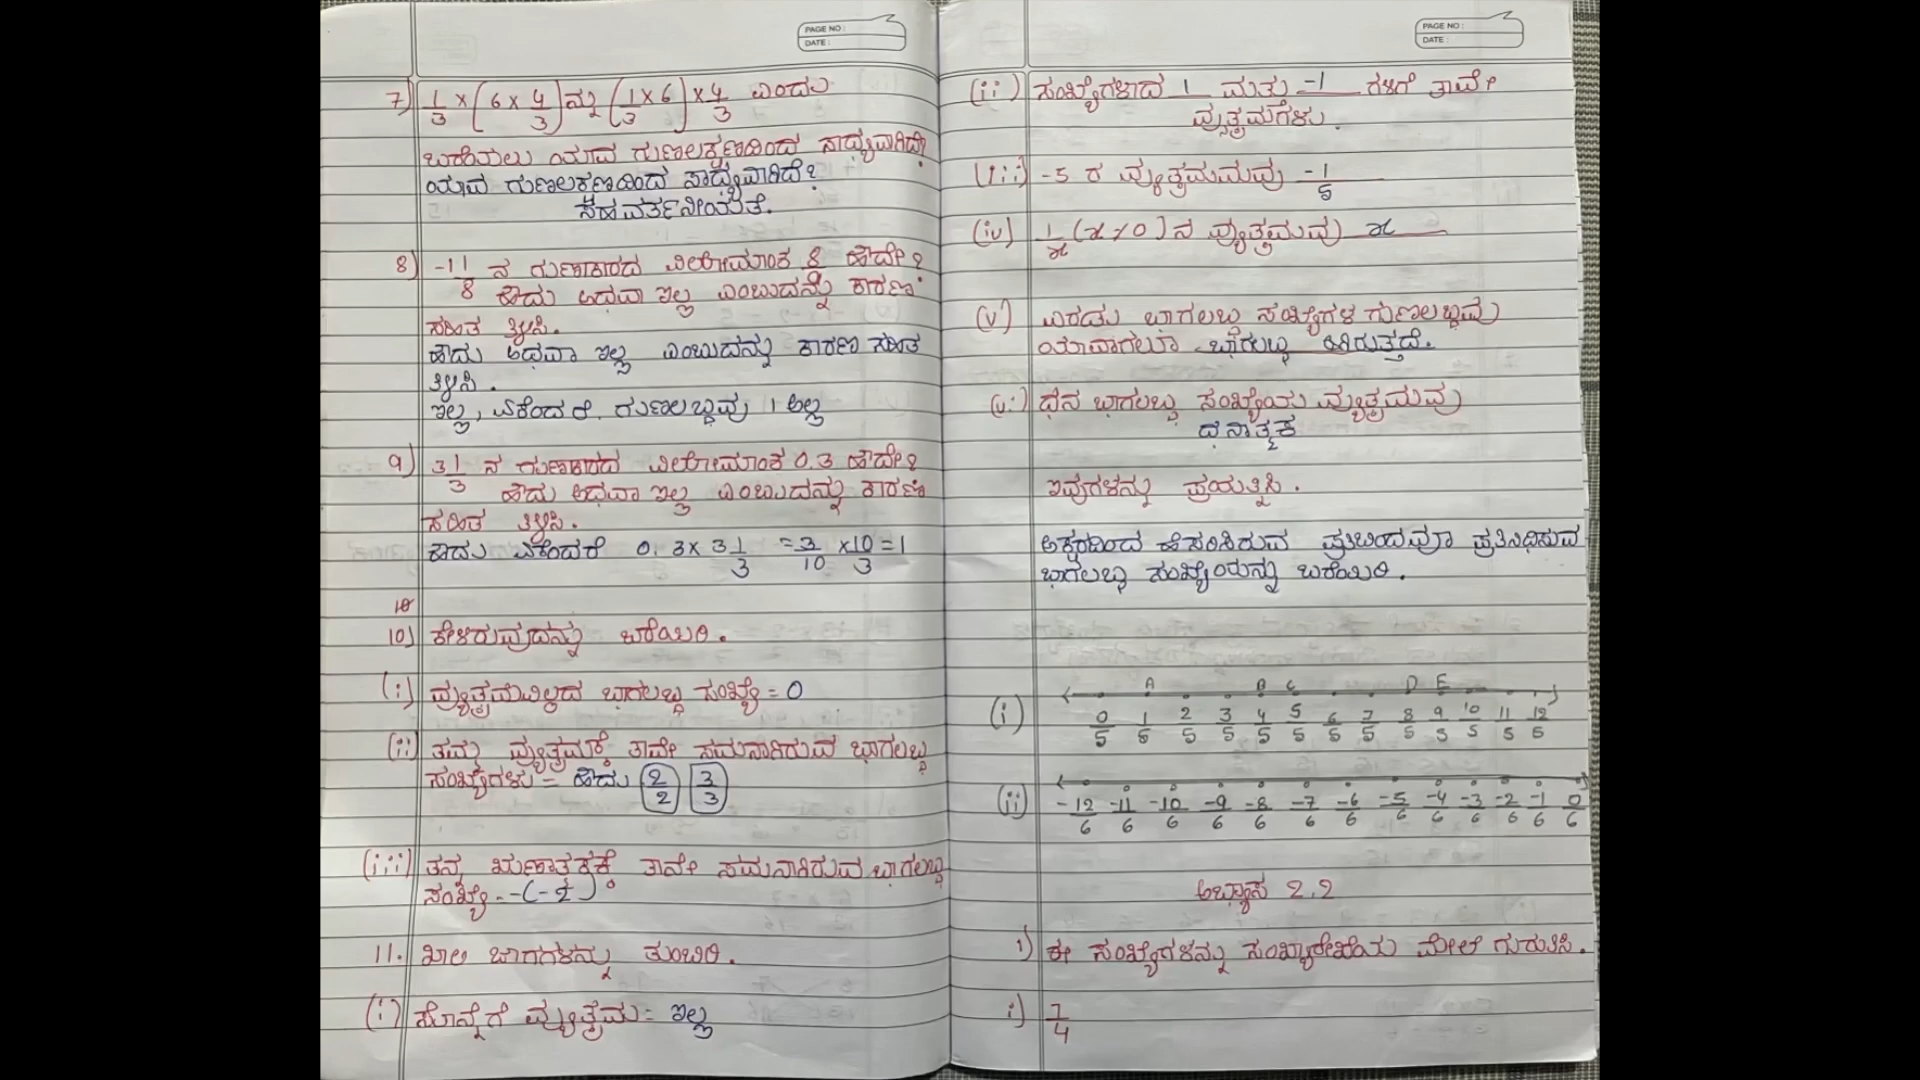 PAGE NO :
DATE :
7) 1/3 × (6 × 4/3) ನ್ನು (1/3 × 6) × 4/3 ಎಂದು
ಬರೆಯಲು ಯಾವ ಗುಣಲಕ್ಷಣದಿಂದ ಸಾಧ್ಯವಾಗಿದೆ?
ಯಾವ ಗುಣಲಕ್ಷಣದಿಂದ ಸಾಧ್ಯವಾಗಿದೆ?
ಸಹವರ್ತನೀಯತೆ.
8) -1 1/8 ನ ಗುಣಾಕಾರದ ವಿಲೋಮಾಂಕ 8 ಹೌದೇ?
ಹೌದು ಅಥವಾ ಇಲ್ಲ ಎಂಬುದನ್ನು ಕಾರಣ
ಸಹಿತ ತಿಳಿಸಿ.
ಹೌದು ಅಥವಾ ಇಲ್ಲ ಎಂಬುದನ್ನು ಕಾರಣ ಸಹಿತ
ತಿಳಿಸಿ.
ಇಲ್ಲ, ಏಕೆಂದರೆ. ಗುಣಲಬ್ಧವು 1 ಅಲ್ಲ
9) 3 1/3 ನ ಗುಣಾಕಾರದ ವಿಲೋಮಾಂಕ 0.3 ಹೌದೇ?
ಹೌದು ಅಥವಾ ಇಲ್ಲ ಎಂಬುದನ್ನು ಕಾರಣ
ಸಹಿತ ತಿಳಿಸಿ.
ಹೌದು ಏಕೆಂದರೆ 0.3 × 3 1/3 = 3/10 × 10/3 = 1
10) ಕೇಳಿರುವುದನ್ನು ಬರೆಯಿರಿ.
(i) ವ್ಯುತ್ಕ್ರಮವಿಲ್ಲದ ಭಾಗಲಬ್ಧ ಸಂಖ್ಯೆ = 0
(ii) ತಮ್ಮ ವ್ಯುತ್ಕ್ರಮಕ್ಕೆ ತಾವೇ ಸಮನಾಗಿರುವ ಭಾಗಲಬ್ಧ
ಸಂಖ್ಯೆಗಳು = ಹೌದು 2/2 3/3
(iii) ತನ್ನ ಋಣಾತ್ಮಕಕ್ಕೆ ತಾವೇ ಸಮನಾಗಿರುವ ಭಾಗಲಬ್ಧ
ಸಂಖ್ಯೆ
11. ಖಾಲಿ ಜಾಗಗಳನ್ನು ತುಂಬಿರಿ.
(i) ಸೊನ್ನೆಗೆ ವ್ಯುತ್ಕ್ರಮ = ಇಲ್ಲ
PAGE NO :
DATE :
(ii) ಸಂಖ್ಯೆಗಳಾದ 1 ಮತ್ತು -1 ಗಳಿಗೆ ತಾವೇ
ವ್ಯುತ್ಕ್ರಮಗಳು.
(iii) -5 ರ ವ್ಯುತ್ಕ್ರಮಮವು -1/5
(iv) 1/x (x ≠ 0) ನ ವ್ಯುತ್ಕ್ರಮವು x
(v) ಎರಡು ಭಾಗಲಬ್ಧ ಸಂಖ್ಯೆಗಳ ಗುಣಲಬ್ಧವು
ಯಾವಾಗಲೂ ಭಾಗಲಬ್ಧ ಆಗಿರುತ್ತದೆ.
(vi) ಧನ ಭಾಗಲಬ್ಧ ಸಂಖ್ಯೆಯ ವ್ಯುತ್ಕ್ರಮವು
ಧನಾತ್ಮಕ
ಇವುಗಳನ್ನು ಪ್ರಯತ್ನಿಸಿ.
ಅಕ್ಷರದಿಂದ ಹೆಸರಿಸಿರುವ ಪ್ರತಿಬಿಂದುವೂ ಪ್ರತಿನಿಧಿಸುವ
ಭಾಗಲಬ್ಧ ಸಂಖ್ಯೆಯನ್ನು ಬರೆಯಿರಿ.
A B C D E
(i) 0/5 1/5 2/5 3/5 4/5 5/5 6/5 7/5 8/5 9/5 10/5 11/5 12/5
(ii) -12/6 -11/6 -10/6 -9/6 -8/6 -7/6 -6/6 -5/6 -4/6 -3/6 -2/6 -1/6 0/6
ಅಭ್ಯಾಸ 2.2
1) ಈ ಸಂಖ್ಯೆಗಳನ್ನು ಸಂಖ್ಯಾರೇಖೆಯ ಮೇಲೆ ಗುರುತಿಸಿ.
i) 7/4